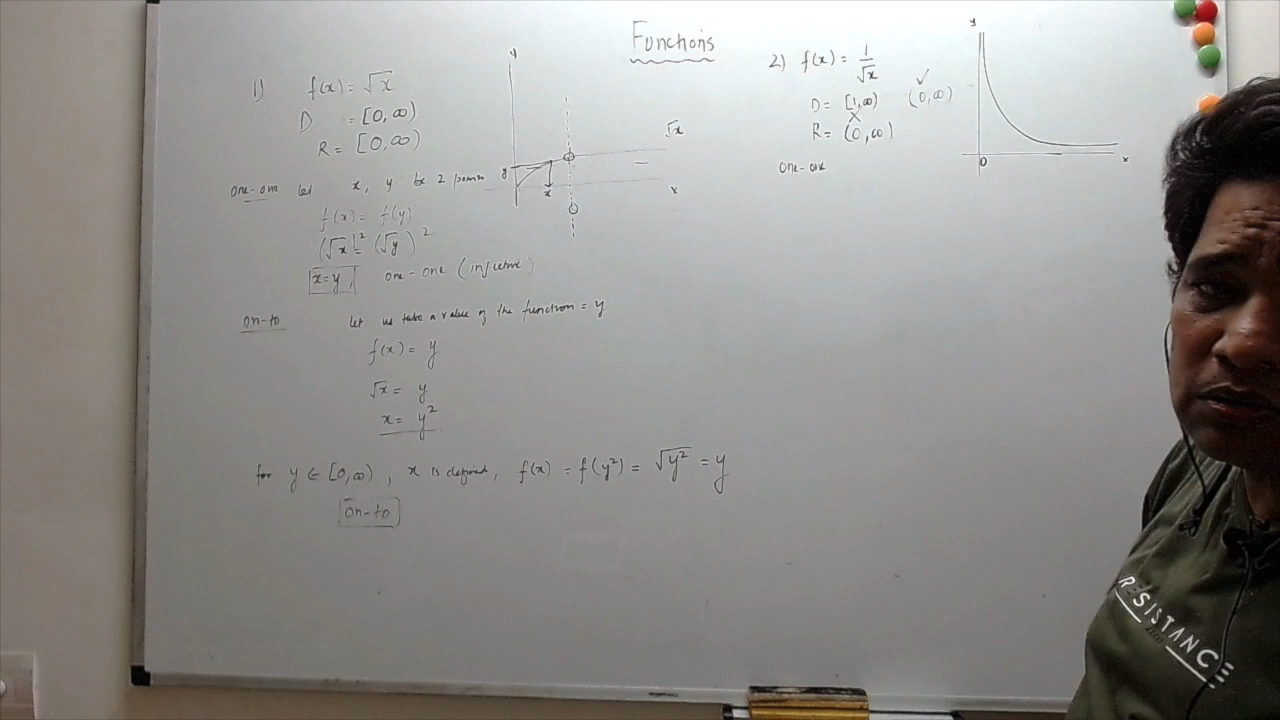 Functions
1) f(x) = √x
D = [0, ∞)
R = [0, ∞)
one-one let x, y be 2 points
f(x) = f(y)
(√x)² = (√y)²
x = y, one-one (injective)
on-to let us take a value of the function = y
f(x) = y
√x = y
x = y²
for y ∈ [0, ∞), x is defined, f(x) = f(y²) = √y² = y
on-to
y
√x
y
x
x
2) f(x) = 1/√x
D = [1, ∞) (0, ∞) ✓
x
R = (0, ∞)
one-one
y
0
x
RESISTANCE